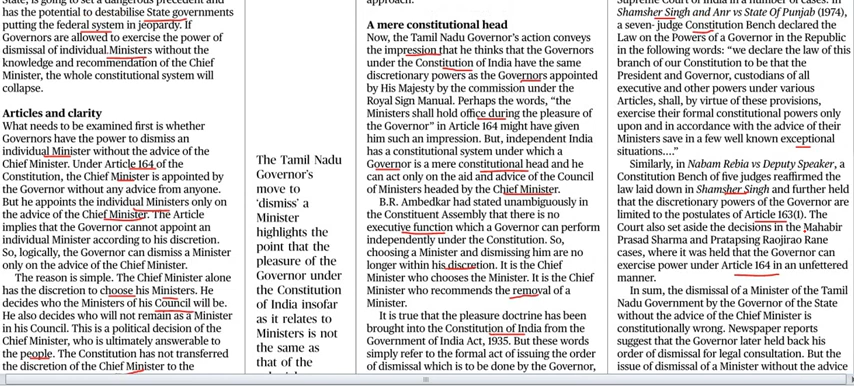 State, is going to set a dangerous precedent and
has the potential to destabilise State governments
putting the federal system in jeopardy. If
Governors are allowed to exercise the power of
dismissal of individual Ministers without the
knowledge and recommendation of the Chief
Minister, the whole constitutional system will
collapse.
Articles and clarity
What needs to be examined first is whether
Governors have the power to dismiss an
individual Minister without the advice of the
Chief Minister. Under Article 164 of the
Constitution, the Chief Minister is appointed by
the Governor without any advice from anyone.
But he appoints the individual Ministers only on
the advice of the Chief Minister. The Article
implies that the Governor cannot appoint an
individual Minister according to his discretion.
So, logically, the Governor can dismiss a Minister
only on the advice of the Chief Minister.
The reason is simple. The Chief Minister alone
has the discretion to choose his Ministers. He
decides who the Ministers of his Council will be.
He also decides who will not remain as a Minister
in his Council. This is a political decision of the
Chief Minister, who is ultimately answerable to
the people. The Constitution has not transferred
the discretion of the Chief Minister to the
The Tamil Nadu
Governor's
move to
'dismiss' a
Minister
highlights the
point that the
pleasure of the
Governor under
the Constitution
of India insofar
as it relates to
Ministers is not
the same as
that of the
approach.
A mere constitutional head
Now, the Tamil Nadu Governor's action conveys
the impression that he thinks that the Governors
under the Constitution of India have the same
discretionary powers as the Governors appointed
by His Majesty by the commission under the
Royal Sign Manual. Perhaps the words, "the
Ministers shall hold office during the pleasure of
the Governor" in Article 164 might have given
him such an impression. But, independent India
has a constitutional system under which a
Governor is a mere constitutional head and he
can act only on the aid and advice of the Council
of Ministers headed by the Chief Minister.
B.R. Ambedkar had stated unambiguously in
the Constituent Assembly that there is no
executive function which a Governor can perform
independently under the Constitution. So,
choosing a Minister and dismissing him are no
longer within his discretion. It is the Chief
Minister who chooses the Minister. It is the Chief
Minister who recommends the removal of a
Minister.
It is true that the pleasure doctrine has been
brought into the Constitution of India from the
Government of India Act, 1935. But these words
simply refer to the formal act of issuing the order
of dismissal which is to be done by the Governor,
Supreme Court of India in a number of cases. In
Shamsher Singh and Anr vs State Of Punjab (1974),
a seven- judge Constitution Bench declared the
Law on the Powers of a Governor in the Republic
in the following words: "we declare the law of this
branch of our Constitution to be that the
President and Governor, custodians of all
executive and other powers under various
Articles, shall, by virtue of these provisions,
exercise their formal constitutional powers only
upon and in accordance with the advice of their
Ministers save in a few well known exceptional
situations...."
Similarly, in Nabam Rebia vs Deputy Speaker, a
Constitution Bench of five judges reaffirmed the
law laid down in Shamsher Singh and further held
that the discretionary powers of the Governor are
limited to the postulates of Article 163(1). The
Court also set aside the decisions in the Mahabir
Prasad Sharma and Pratapsing Raojirao Rane
cases, where it was held that the Governor can
exercise power under Article 164 in an unfettered
manner.
In sum, the dismissal of a Minister of the Tamil
Nadu Government by the Governor of the State
without the advice of the Chief Minister is
constitutionally wrong. Newspaper reports
suggest that the Governor later held back his
order of dismissal for legal consultation. But the
issue of dismissal of a Minister without the advice